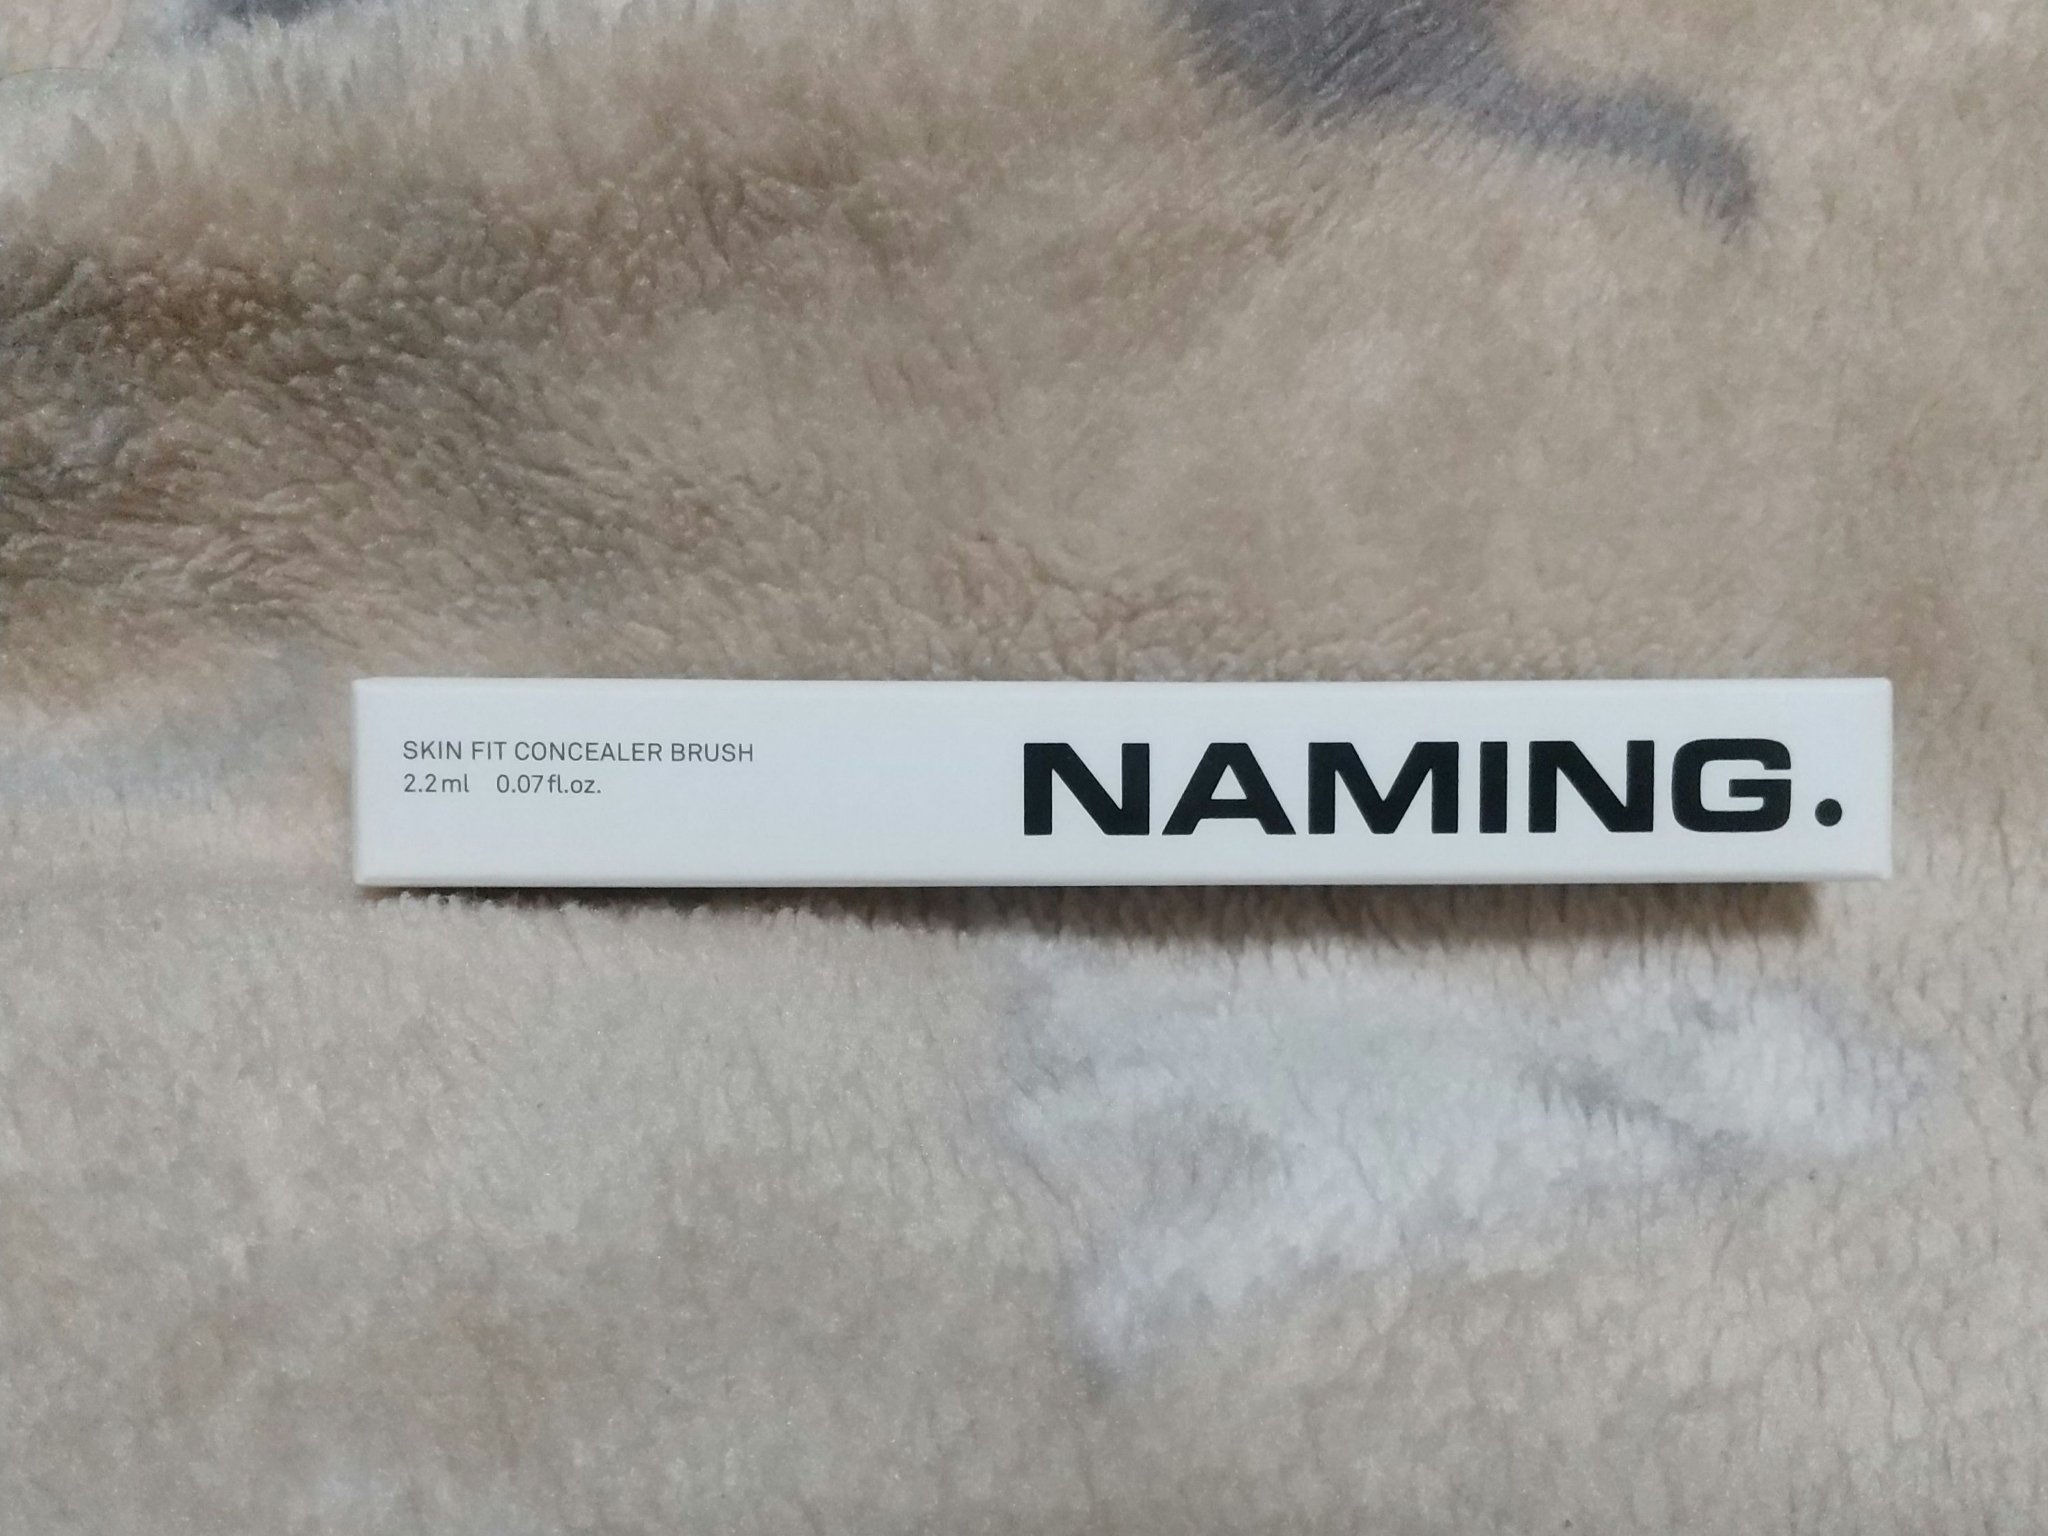 SKIN FIT CONCEALER BRUSH
2.2ml 0.07fl.oz.
NAMING.